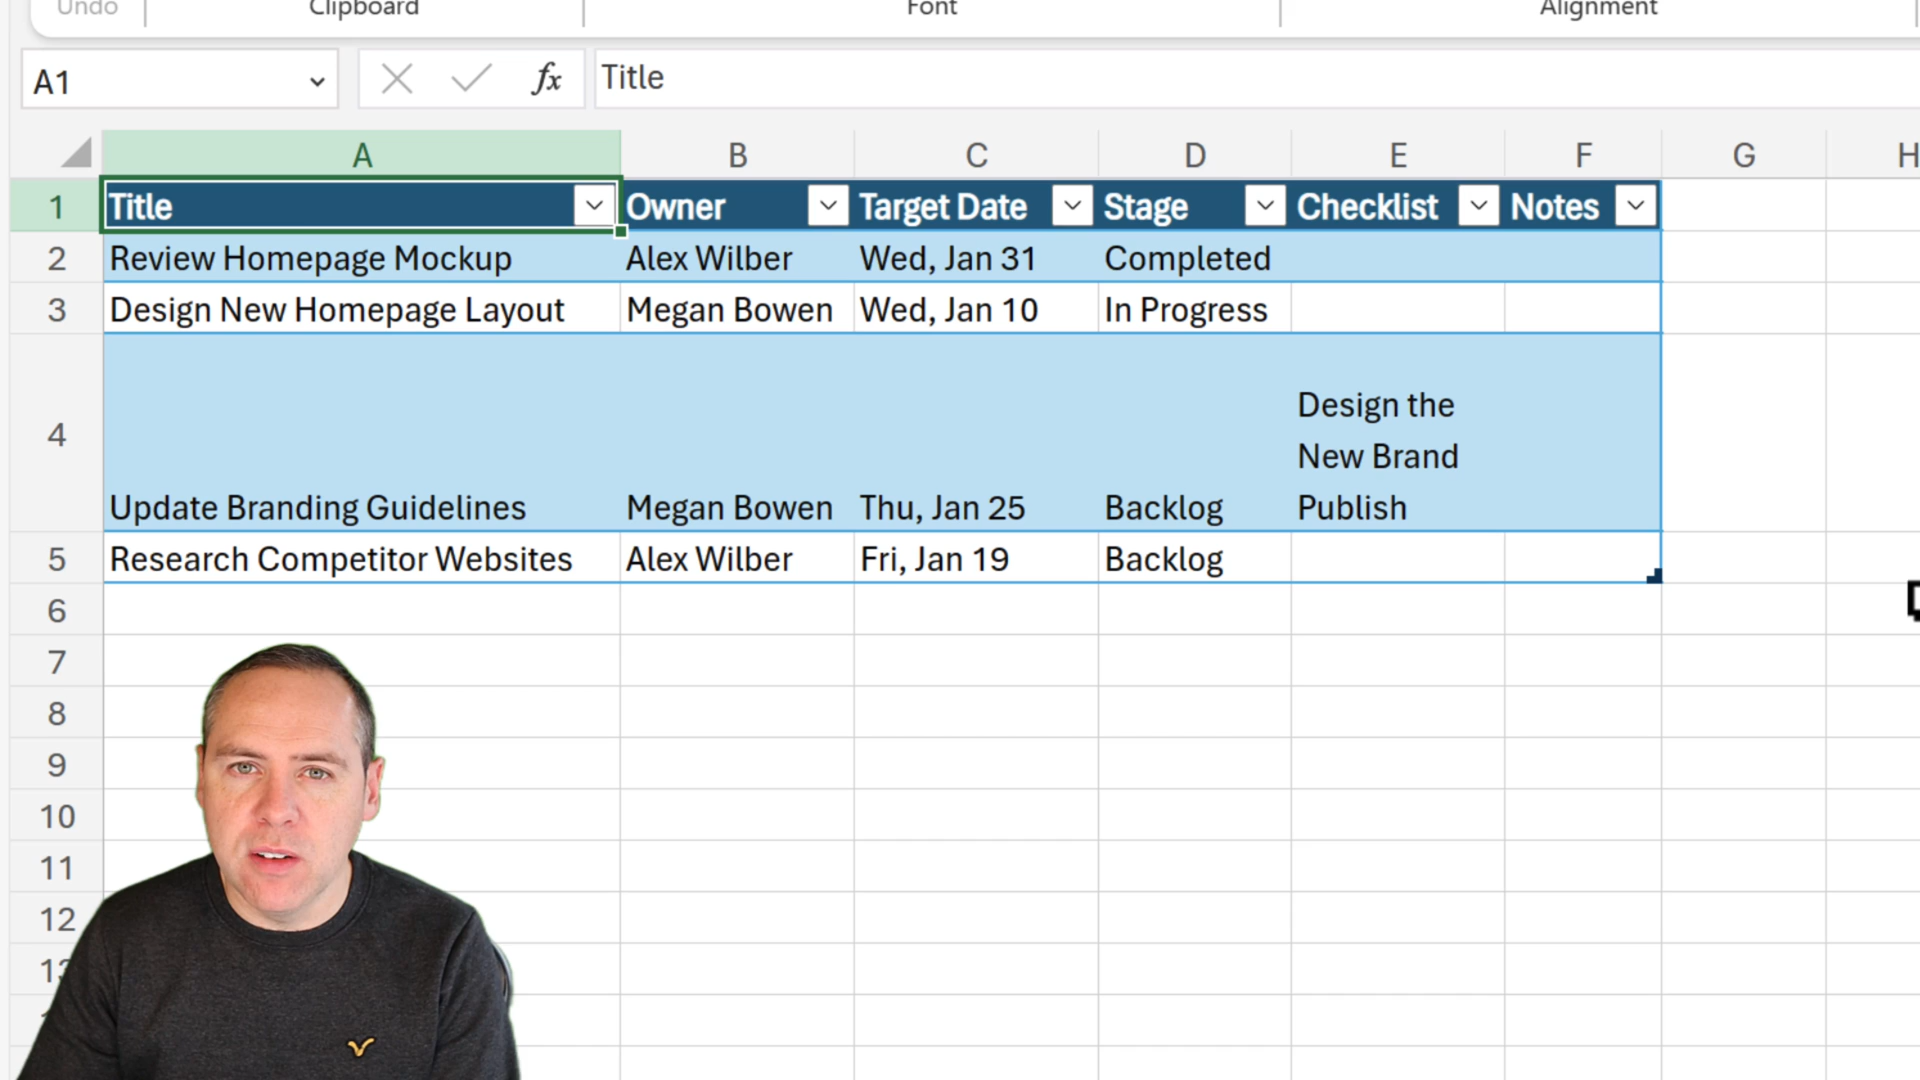 Undo Clipboard Font Alignment
A1 fx Title
A B C D E F G H
1 Title Owner Target Date Stage Checklist Notes
2 Review Homepage Mockup Alex Wilber Wed, Jan 31 Completed
3 Design New Homepage Layout Megan Bowen Wed, Jan 10 In Progress
Design the
New Brand
4 Update Branding Guidelines Megan Bowen Thu, Jan 25 Backlog Publish
5 Research Competitor Websites Alex Wilber Fri, Jan 19 Backlog
6
7
8
9
10
11
12
13